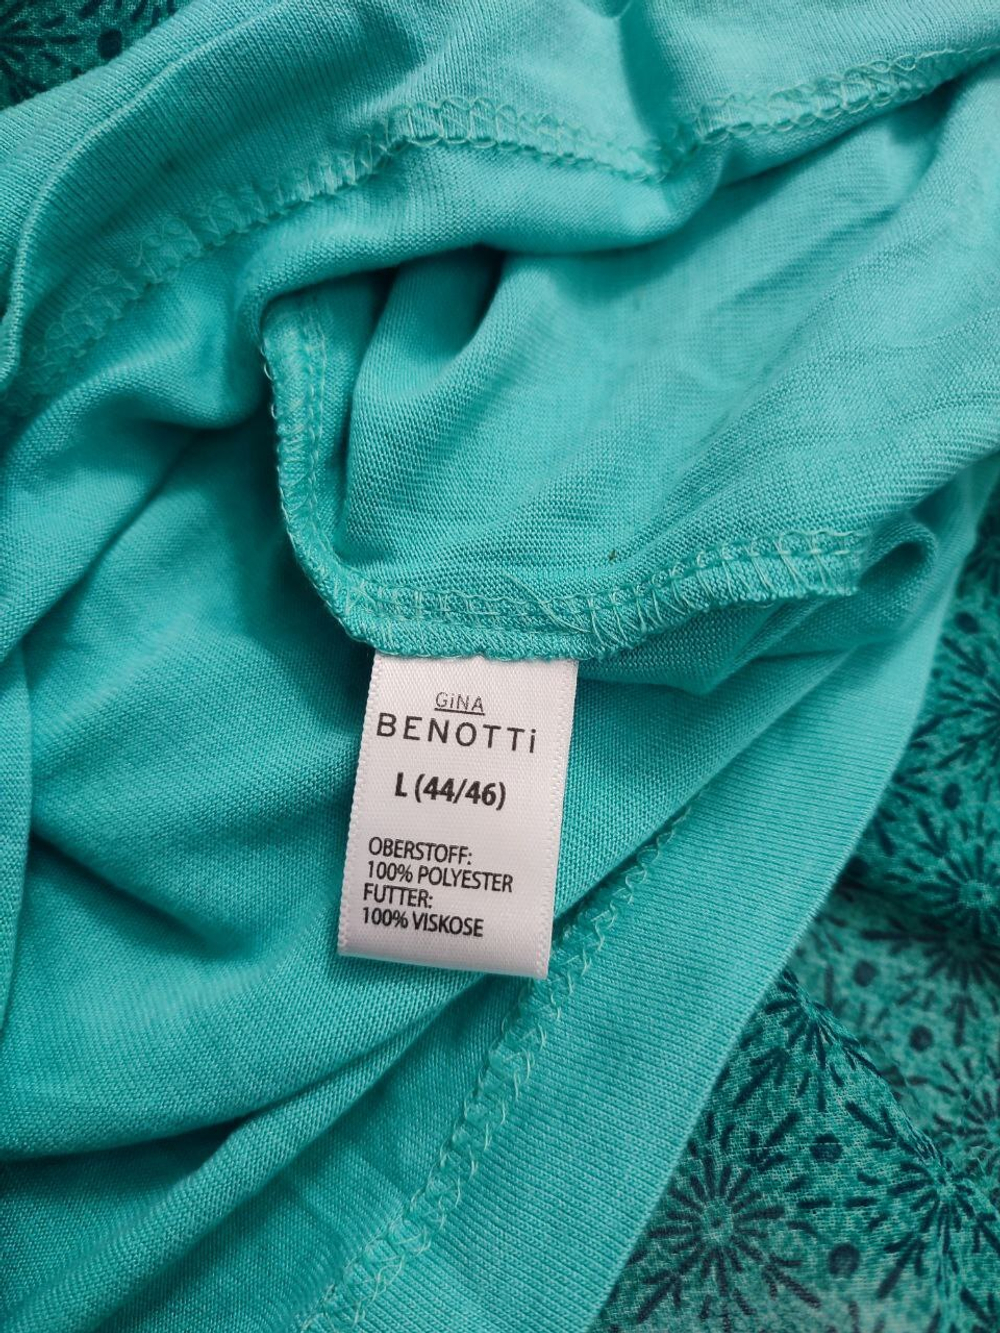 GiNA
BENOTTi
L (44/46)
OBERSTOFF:
100% POLYESTER
FUTTER:
100% VISKOSE